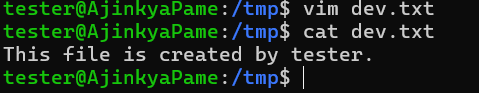 tester@AjinkyaPame:/tmp$ vim dev.txt
tester@AjinkyaPame:/tmp$ cat dev.txt
This file is created by tester.
tester@AjinkyaPame:/tmp$